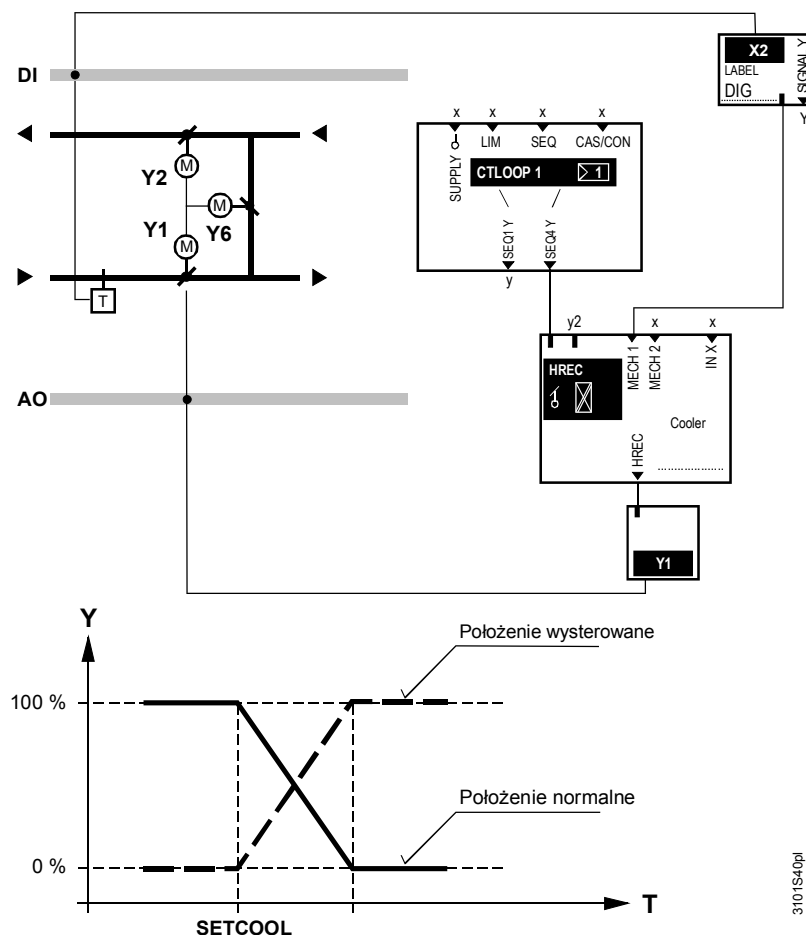 X2
LABEL
DIG
SIGNAL Y
Y
DI
x x x x
LIM SEQ CAS/CON
SUPPLY
CTLOOP 1 1
SEQ1 Y
SEQ4 Y
y
Y2
M
M
Y6
Y1
M
T
y2 x x
MECH 1
MECH 2
IN X
HREC
Cooler
HREC
AO
Y1
Y
Położenie wysterowane
100 %
Położenie normalne
0 %
T
SETCOOL
3101S40pl